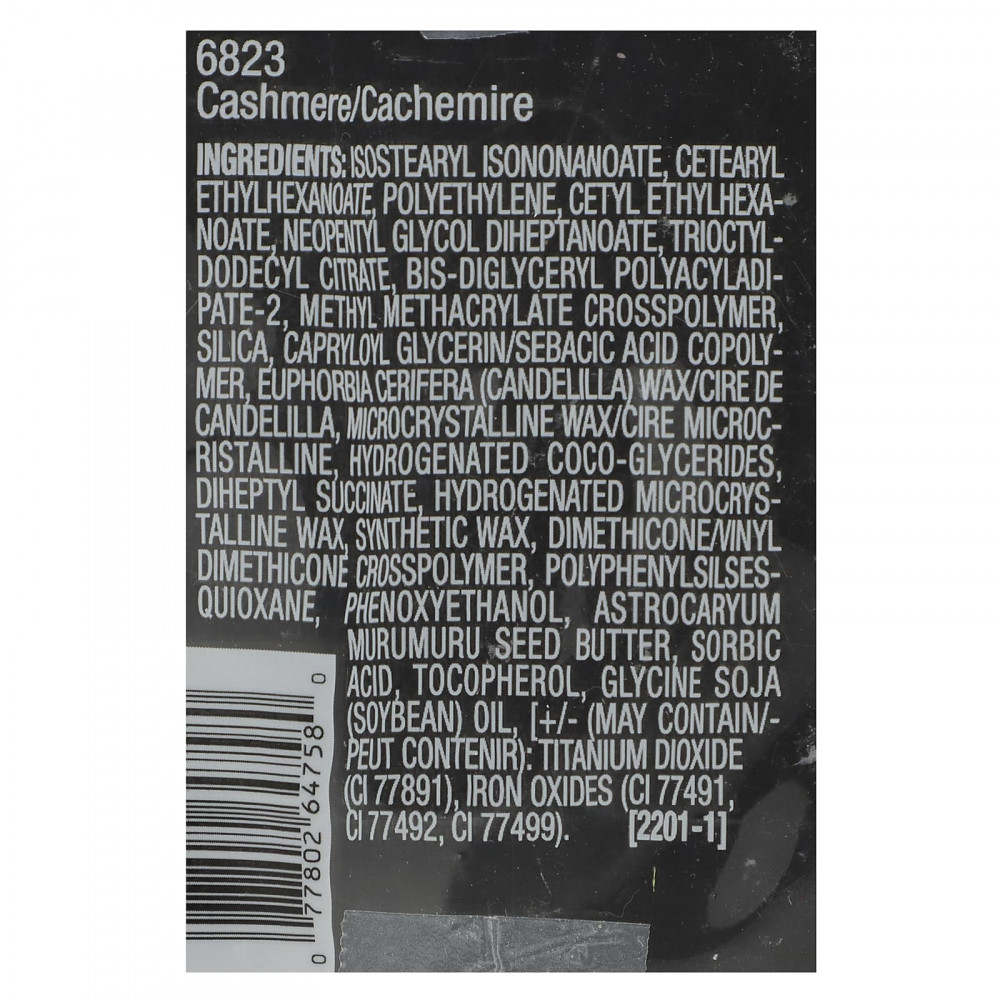 6823
Cashmere/Cachemire
INGREDIENTS: ISOSTEARYL ISONONANOATE, CETEARYL
ETHYLHEXANOATE, POLYETHYLENE, CETYL ETHYLHEXA-
NOATE, NEOPENTYL GLYCOL DIHEPTANOATE, TRIOCTYL-
DODECYL CITRATE, BIS-DIGLYCERYL POLYACYLADI-
PATE-2, METHYL METHACRYLATE CROSSPOLYMER,
SILICA, CAPRYLOYL GLYCERIN/SEBACIC ACID COPOLY-
MER, EUPHORBIA CERIFERA (CANDELILLA) WAX/CIRE DE
CANDELILLA, MICROCRYSTALLINE WAX/CIRE MICROC-
RISTALLINE, HYDROGENATED COCO-GLYCERIDES,
DIHEPTYL SUCCINATE, HYDROGENATED MICROCRYS-
TALLINE WAX, SYNTHETIC WAX, DIMETHICONE/VINYL
DIMETHICONE CROSSPOLYMER, POLYPHENYLSILSES-
QUIOXANE, PHENOXYETHANOL, ASTROCARYUM
MURUMURU SEED BUTTER, SORBIC
ACID, TOCOPHEROL, GLYCINE SOJA
(SOYBEAN) OIL, [+/- (MAY CONTAIN/-
PEUT CONTENIR): TITANIUM DIOXIDE
(CI 77891), IRON OXIDES (CI 77491,
CI 77492, CI 77499). [2201-1]
0 77802 64758 0